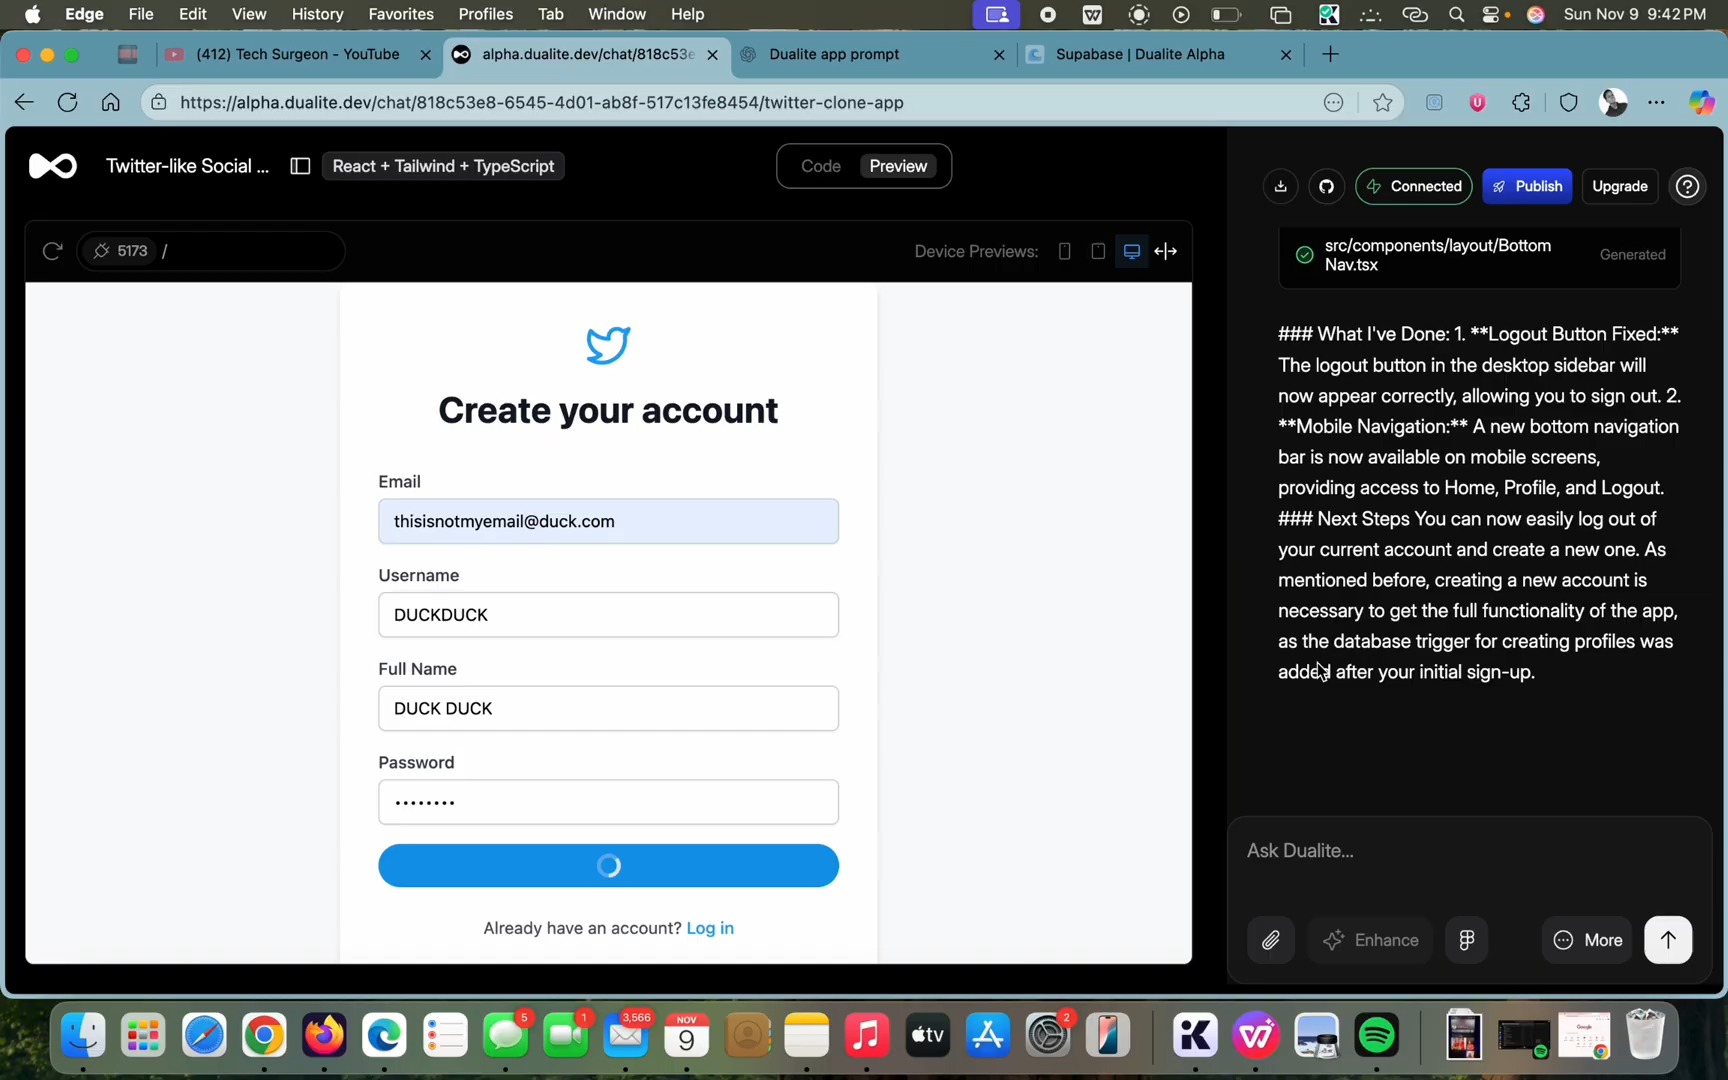 Edge File Edit View History Favorites Profiles Tab Window Help
Sun Nov 9 9:42 PM
(412) Tech Surgeon - YouTube
alpha.dualite.dev/chat/818c53e
Dualite app prompt
Supabase | Dualite Alpha
https://alpha.dualite.dev/chat/818c53e8-6545-4d01-ab8f-517c13fe8454/twitter-clone-app
Twitter-like Social ...
React + Tailwind + TypeScript
Code Preview
Connected
Publish
Upgrade
5173 /
Device Previews:
Create your account
Email
thisisnotmyemail@duck.com
Username
DUCKDUCK
Full Name
DUCK DUCK
Password
Already have an account? Log in
src/components/layout/Bottom
Nav.tsx
Generated
### What I've Done: 1. **Logout Button Fixed:**
The logout button in the desktop sidebar will
now appear correctly, allowing you to sign out. 2.
**Mobile Navigation:** A new bottom navigation
bar is now available on mobile screens,
providing access to Home, Profile, and Logout.
### Next Steps You can now easily log out of
your current account and create a new one. As
mentioned before, creating a new account is
necessary to get the full functionality of the app,
as the database trigger for creating profiles was
added after your initial sign-up.
Ask Dualite...
Enhance
More
5
1
3,566
NOV
9
tv
2